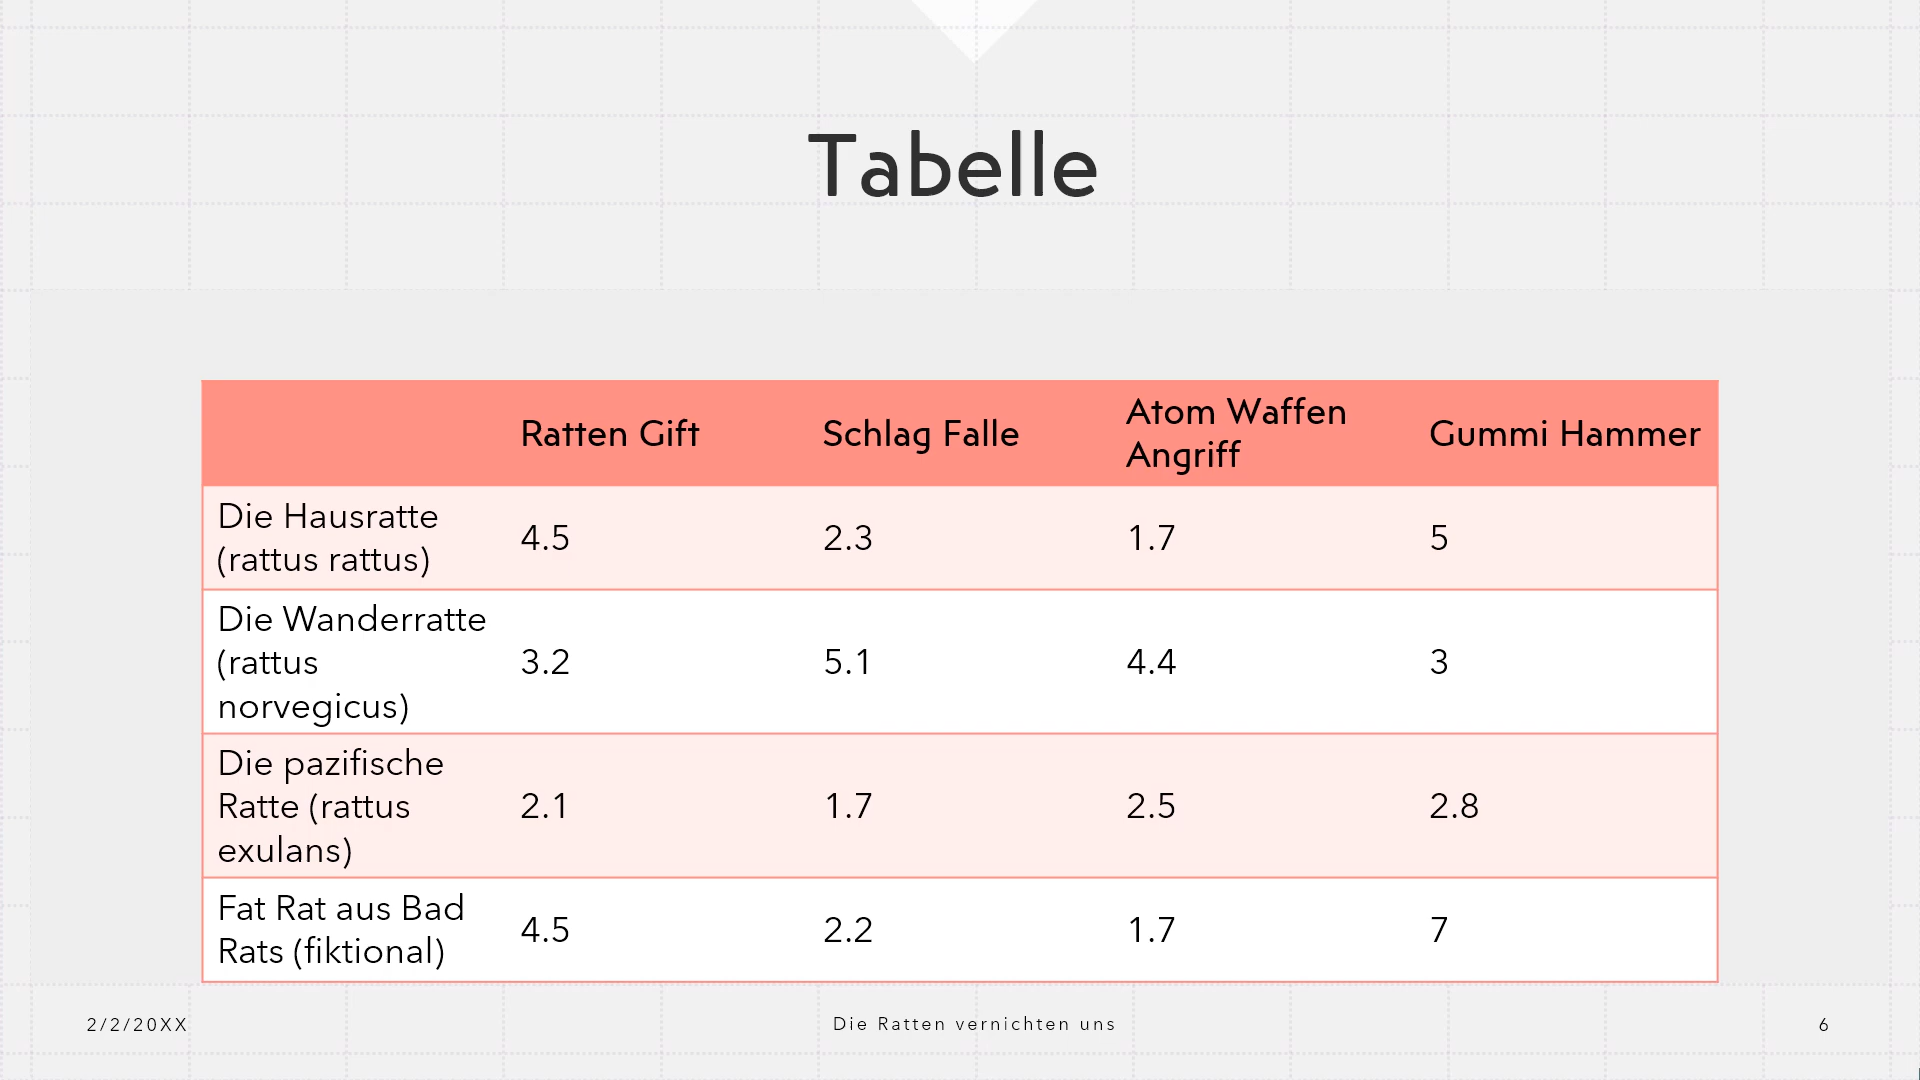 Tabelle
Ratten Gift
Schlag Falle
Atom Waffen
Angriff
Gummi Hammer
Die Hausratte
(rattus rattus)
4.5
2.3
1.7
5
Die Wanderratte
(rattus
norvegicus)
3.2
5.1
4.4
3
Die pazifische
Ratte (rattus
exulans)
2.1
1.7
2.5
2.8
Fat Rat aus Bad
Rats (fiktional)
4.5
2.2
1.7
7
2/2/20XX
Die Ratten vernichten uns
6